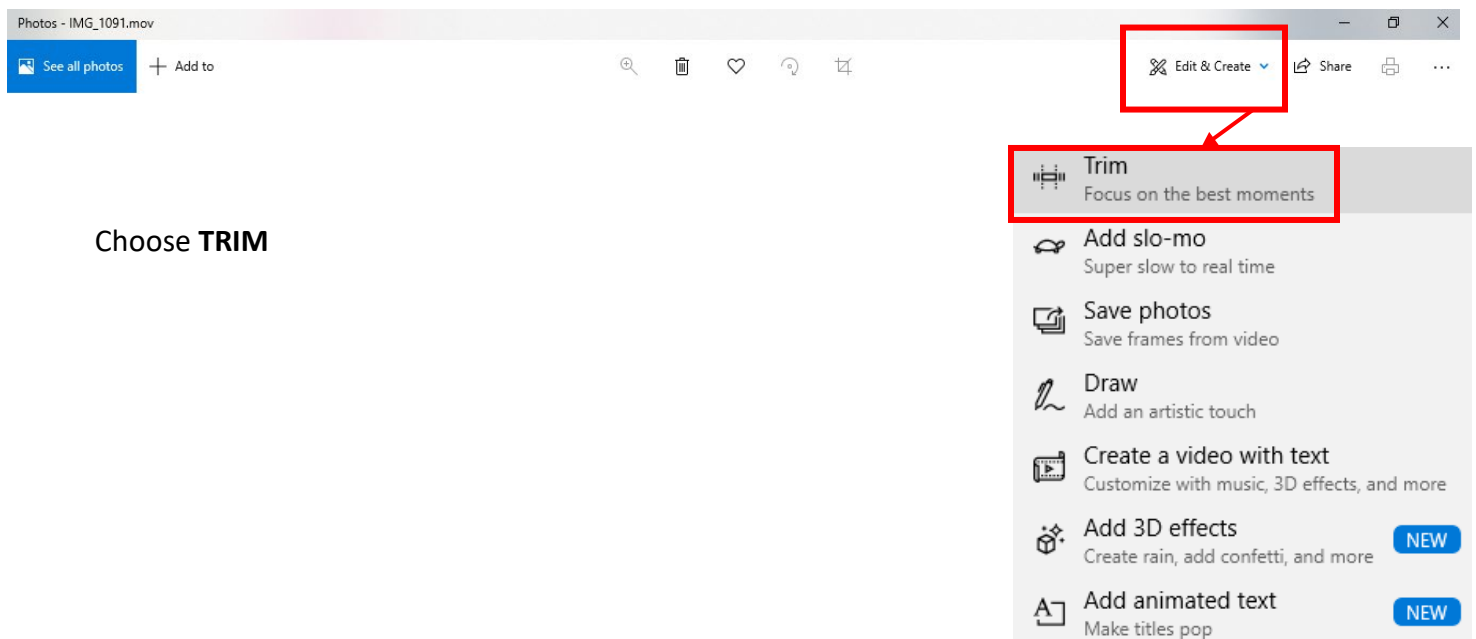 Photos - IMG_1091.mov
See all photos
Add to
Edit & Create
Share
Trim
Focus on the best moments
Choose TRIM
Add slo-mo
Super slow to real time
Save photos
Save frames from video
Draw
Add an artistic touch
Create a video with text
Customize with music, 3D effects, and more
Add 3D effects
Create rain, add confetti, and more
NEW
Add animated text
Make titles pop
NEW